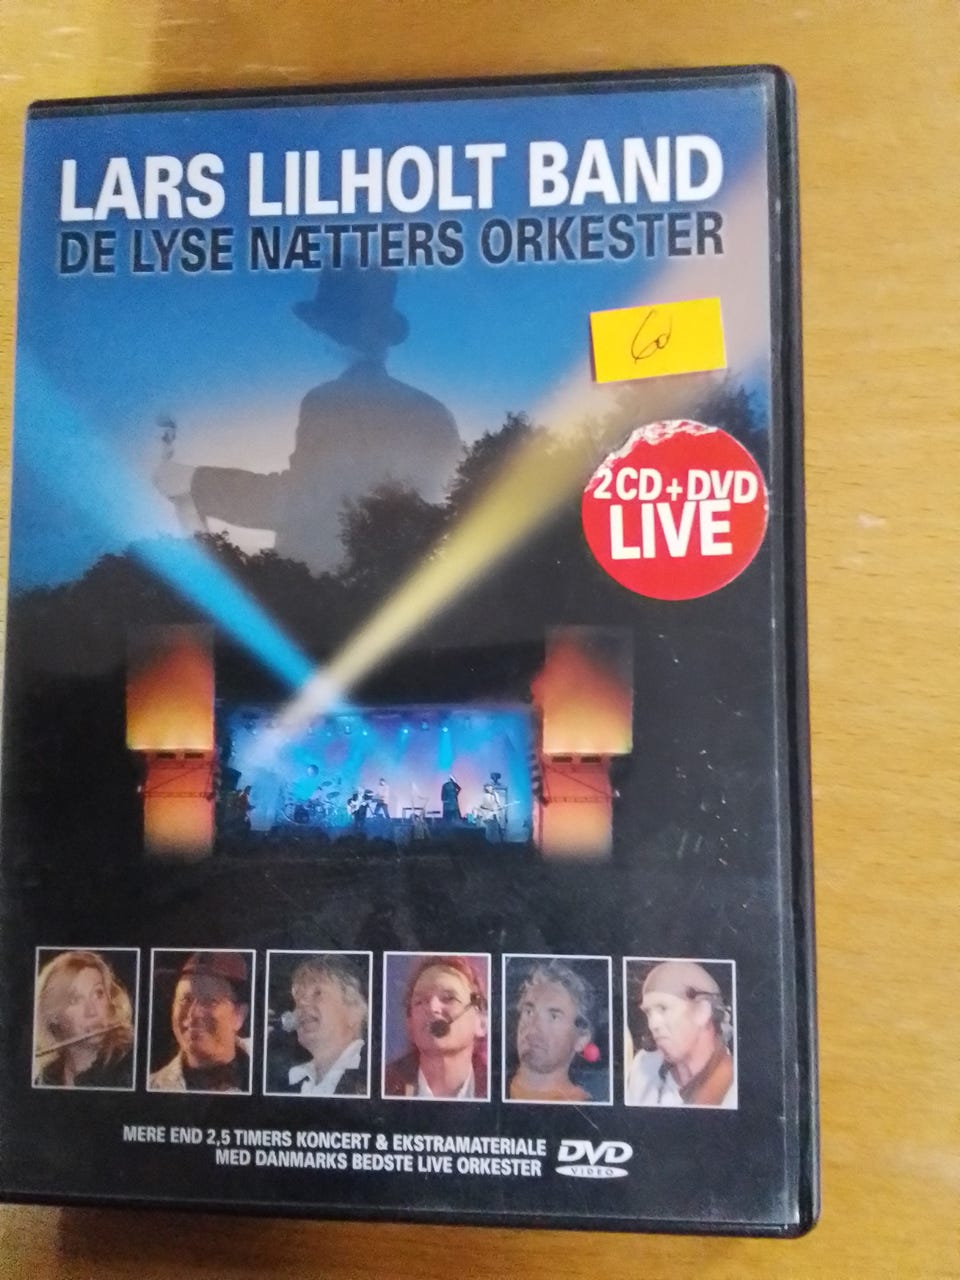 LARS LILHOLT BAND
DE LYSE NÆTTERS ORKESTER
2 CD + DVD
LIVE
MERE END 2,5 TIMERS KONCERT & EKSTRAMATERIALE
MED DANMARKS BEDSTE LIVE ORKESTER
DVD
VIDEO